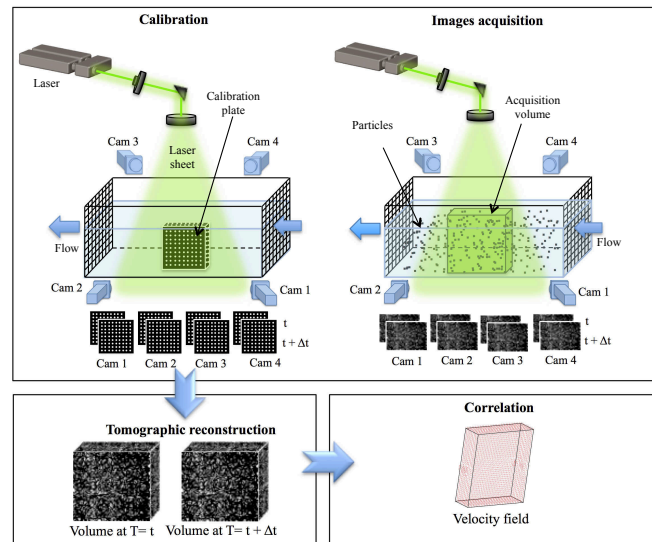 Calibration
Laser
Calibration
plate
Cam 3
Cam 4
Laser
sheet
Flow
Cam 2
Cam 1
t
t + Δt
Cam 1 Cam 2 Cam 3 Cam 4
Images acquisition
Acquisition
volume
Particles
Cam 3
Cam 4
Flow
Cam 2
Cam 1
t
t + Δt
Cam 1 Cam 2 Cam 3 Cam 4
Tomographic reconstruction
Volume at T= t Volume at T= t + Δt
Correlation
Velocity field